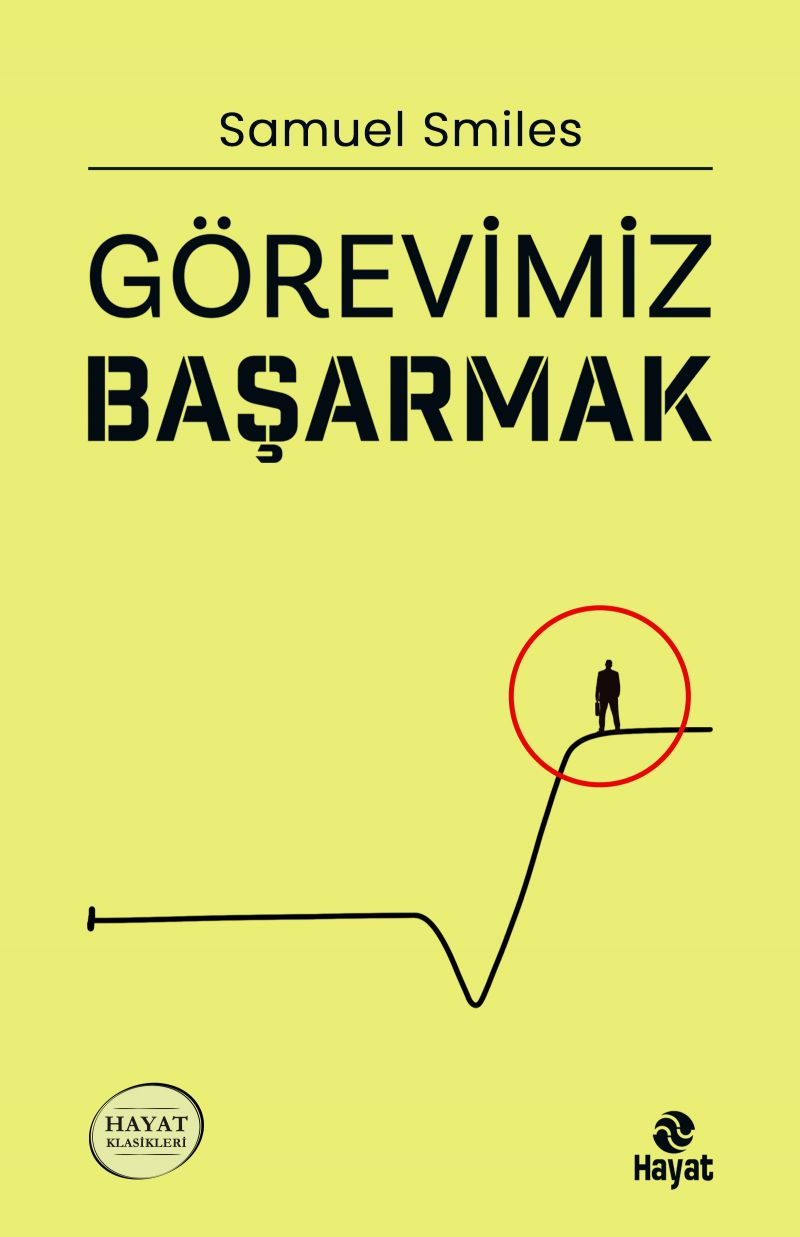 Samuel Smiles
GÖREVİMİZ
BAŞARMAK
HAYAT
KLASİKLERİ
Hayat